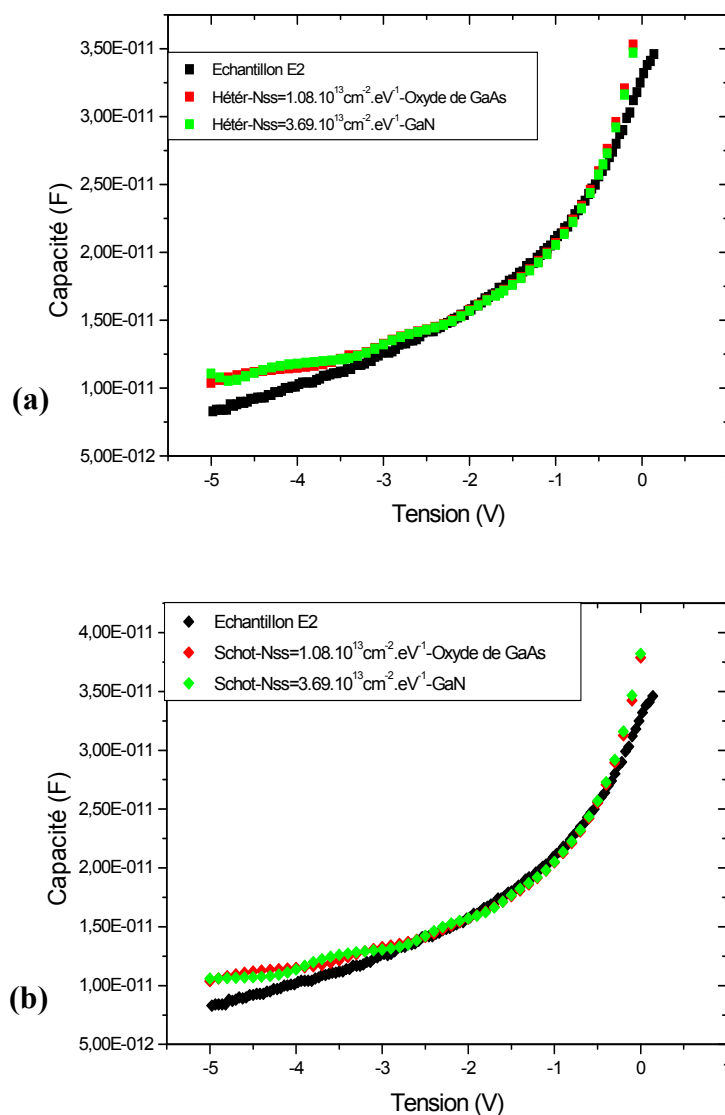 3,50E-011
3,00E-011
2,50E-011
2,00E-011
1,50E-011
1,00E-011
5,00E-012
Capacité (F)
Echantillon E2
Hétér-Nss=1.08.10¹³cm⁻².eV⁻¹-Oxyde de GaAs
Hétér-Nss=3.69.10¹³cm⁻².eV⁻¹-GaN
(a)
-5 -4 -3 -2 -1 0
Tension (V)
4,00E-011
3,50E-011
3,00E-011
2,50E-011
2,00E-011
1,50E-011
1,00E-011
5,00E-012
Capacité (F)
Echantillon E2
Schot-Nss=1.08.10¹³cm⁻².eV⁻¹-Oxyde de GaAs
Schot-Nss=3.69.10¹³cm⁻².eV⁻¹-GaN
(b)
-5 -4 -3 -2 -1 0 1
Tension (V)